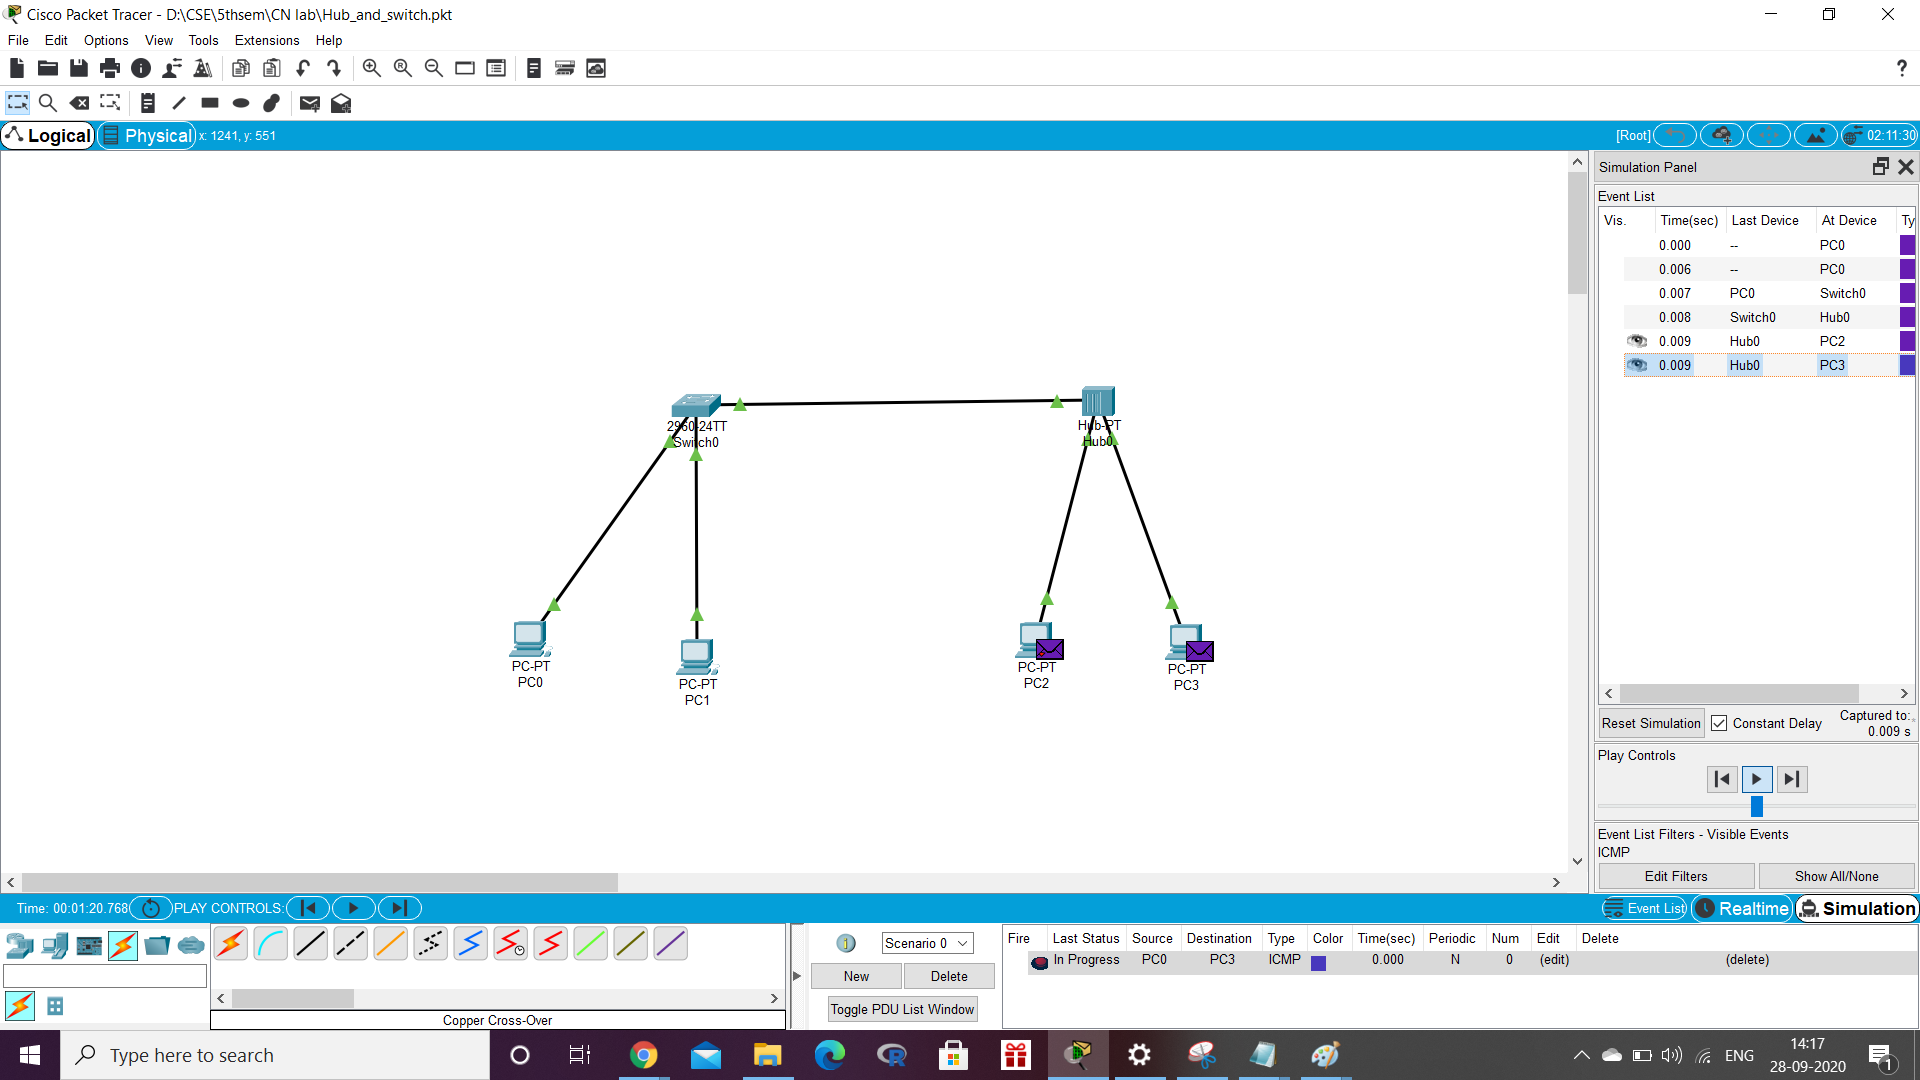 Cisco Packet Tracer - D:\CSE\5thsem\CN lab\Hub_and_switch.pkt
File Edit Options View Tools Extensions Help
?
Logical Physical x: 1241, y: 551 [Root] 02:11:30
Simulation Panel
Event List
Vis. Time(sec) Last Device At Device Ty
0.000 -- PC0
0.006 -- PC0
0.007 PC0 Switch0
0.008 Switch0 Hub0
0.009 Hub0 PC2
0.009 Hub0 PC3
2960-24TT
Switch0
Hub-PT
Hub0
PC-PT
PC0
PC-PT
PC1
PC-PT
PC2
PC-PT
PC3
Reset Simulation Constant Delay Captured to:
0.009 s
Play Controls
Event List Filters - Visible Events
ICMP
Edit Filters Show All/None
Time: 00:01:20.768 PLAY CONTROLS: Event List Realtime Simulation
Scenario 0
New Delete
Toggle PDU List Window
Copper Cross-Over
Fire Last Status Source Destination Type Color Time(sec) Periodic Num Edit Delete
In Progress PC0 PC3 ICMP 0.000 N 0 (edit) (delete)
Type here to search
ENG
14:17
28-09-2020
1